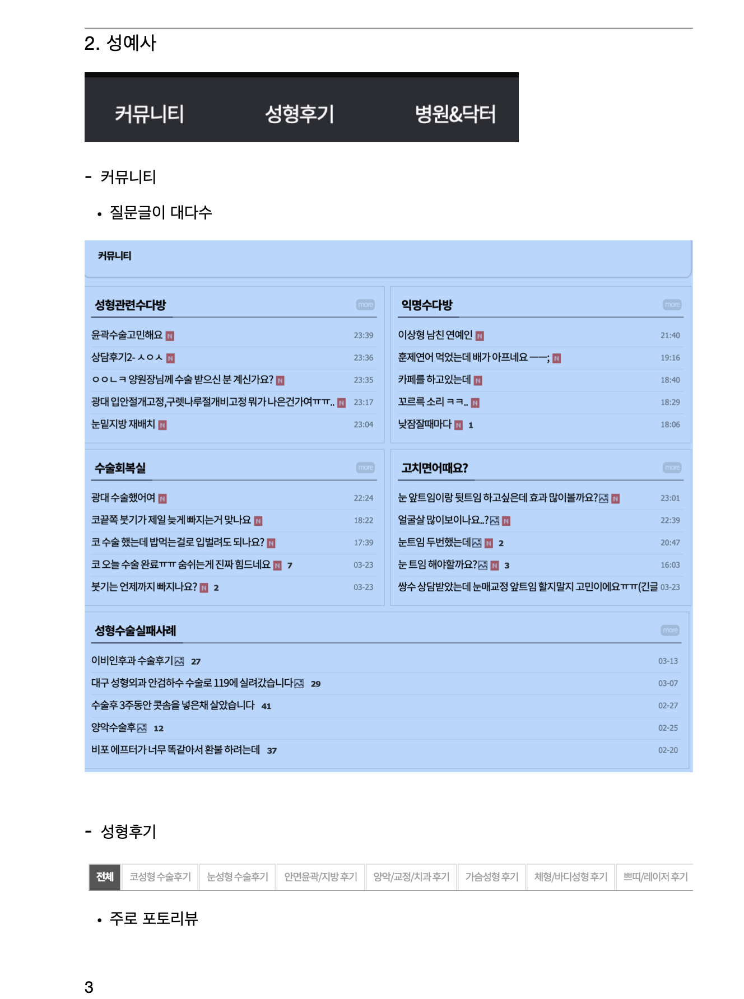 2. 성예사
커뮤니티 성형후기 병원&닥터
- 커뮤니티
• 질문글이 대다수
커뮤니티
성형관련수다방 more
윤곽수술고민해요 N 23:39
상담후기2- ㅅㅇㅅ N 23:36
ㅇㅇㄴㅋ 양원장님께 수술 받으신 분 계신가요? N 23:35
광대 입안절개고정,구렛나루절개비고정 뭐가 나은건가여ㅠㅠ.. N 23:17
눈밑지방 재배치 N 23:04
익명수다방 more
이상형 남친 연예인 N 21:40
훈제연어 먹었는데 배가 아프네요 ㅡㅡ; N 19:16
카페를 하고있는데 N 18:40
꼬르륵 소리 ㅋㅋ.. N 18:29
낮잠잘때마다 N 1 18:06
수술회복실 more
광대 수술했어여 N 22:24
코끝쪽 붓기가 제일 늦게 빠지는거 맞나요 N 18:22
코 수술 했는데 밥먹는걸로 입벌려도 되나요? N 17:39
코 오늘 수술 완료ㅠㅠ 숨쉬는게 진짜 힘드네요 N 7 03-23
붓기는 언제까지 빠지나요? N 2 03-23
고치면어때요? more
눈 앞트임이랑 뒷트임 하고싶은데 효과 많이볼까요? N 23:01
얼굴살 많이보이나요..? N 22:39
눈트임 두번했는데 N 2 20:47
눈 트임 해야할까요? N 3 16:03
쌍수 상담받았는데 눈매교정 앞트임 할지말지 고민이에요ㅠㅠ(긴글 03-23
성형수술실패사례 more
이비인후과 수술후기 27 03-13
대구 성형외과 안검하수 수술로 119에 실려갔습니다 29 03-07
수술후 3주동안 콧솜을 넣은채 살았습니다 41 02-27
양악수술후 12 02-25
비포 에프터가 너무 똑같아서 환불 하려는데 37 02-20
- 성형후기
전체 코성형 수술후기 눈성형 수술후기 안면윤곽/지방 후기 양악/교정/치과 후기 가슴성형 후기 체형/바디성형 후기 쁘띠/레이저 후기
• 주로 포토리뷰
3